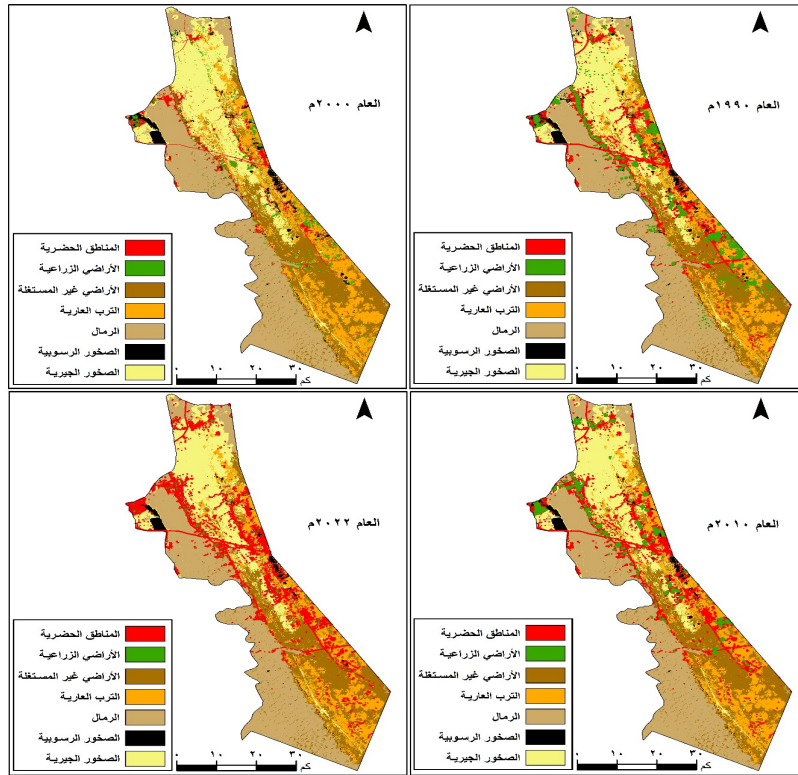 العام ١٩٩٠م
المناطق الحضرية
الأراضي الزراعية
الأراضي غير المستغلة
الترب العارية
الرمال
الصخور الرسوبية
الصخور الجيرية
٠ ١٠ ٢٠ ٣٠ كم
العام ٢٠٠٠م
المناطق الحضرية
الأراضي الزراعية
الأراضي غير المستغلة
الترب العارية
الرمال
الصخور الرسوبية
الصخور الجيرية
٠ ١٠ ٢٠ ٣٠ كم
العام ٢٠١٠م
المناطق الحضرية
الأراضي الزراعية
الأراضي غير المستغلة
الترب العارية
الرمال
الصخور الرسوبية
الصخور الجيرية
٠ ١٠ ٢٠ ٣٠ كم
العام ٢٠٢٢م
المناطق الحضرية
الأراضي الزراعية
الأراضي غير المستغلة
الترب العارية
الرمال
الصخور الرسوبية
الصخور الجيرية
٠ ١٠ ٢٠ ٣٠ كم